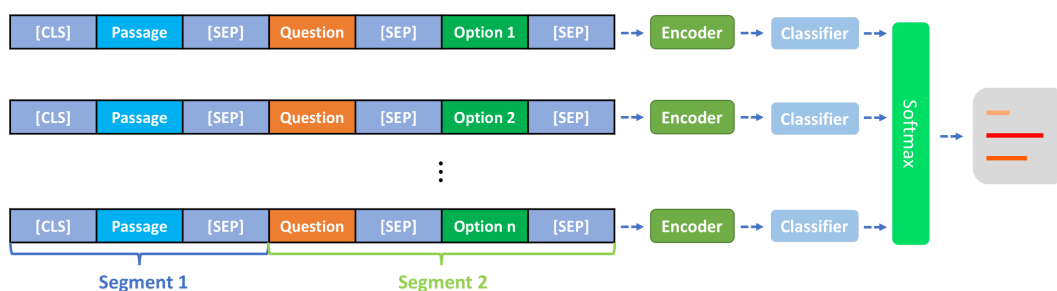 [CLS] Passage [SEP] Question [SEP] Option 1 [SEP] Encoder Classifier
[CLS] Passage [SEP] Question [SEP] Option 2 [SEP] Encoder Classifier
Softmax
[CLS] Passage [SEP] Question [SEP] Option n [SEP] Encoder Classifier
Segment 1 Segment 2